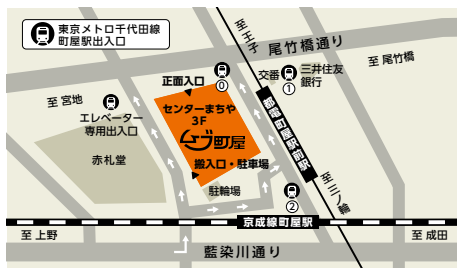 東京メトロ千代田線
町屋駅出入口
至 王子
尾竹橋通り
至 尾竹橋
正面入口
⓪
交番
①
三井住友
銀行
至 宮地
エレベーター
専用出入口
センターまちや
3F
ムブ町屋
都電町屋駅前駅
赤札堂
搬入口・駐車場
駐輪場
至 三ノ輪
②
京成線町屋駅
至 上野
至 成田
藍染川通り